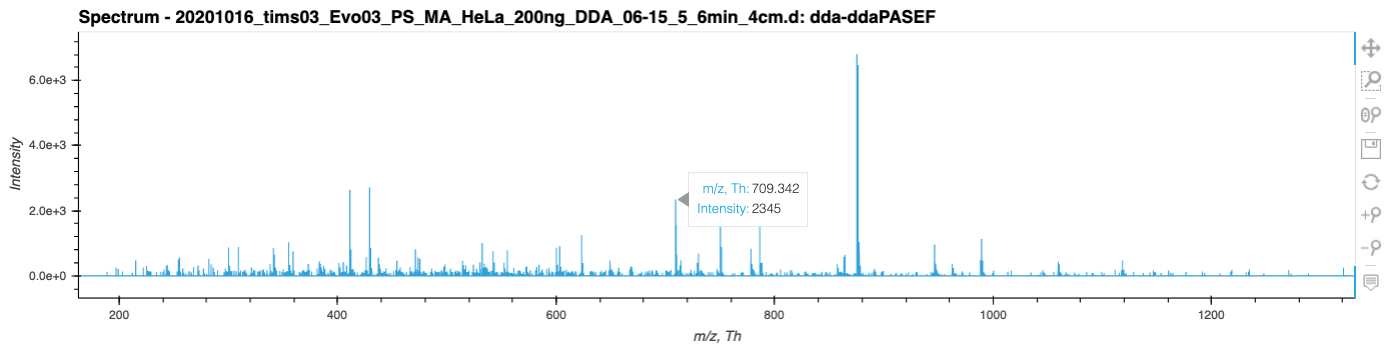 Spectrum - 20201016_tims03_Evo03_PS_MA_HeLa_200ng_DDA_06-15_5_6min_4cm.d: dda-ddaPASEF
6.0e+3
4.0e+3
2.0e+3
0.0e+0
Intensity
m/z, Th: 709.342
Intensity: 2345
200
400
600
800
1000
1200
m/z, Th